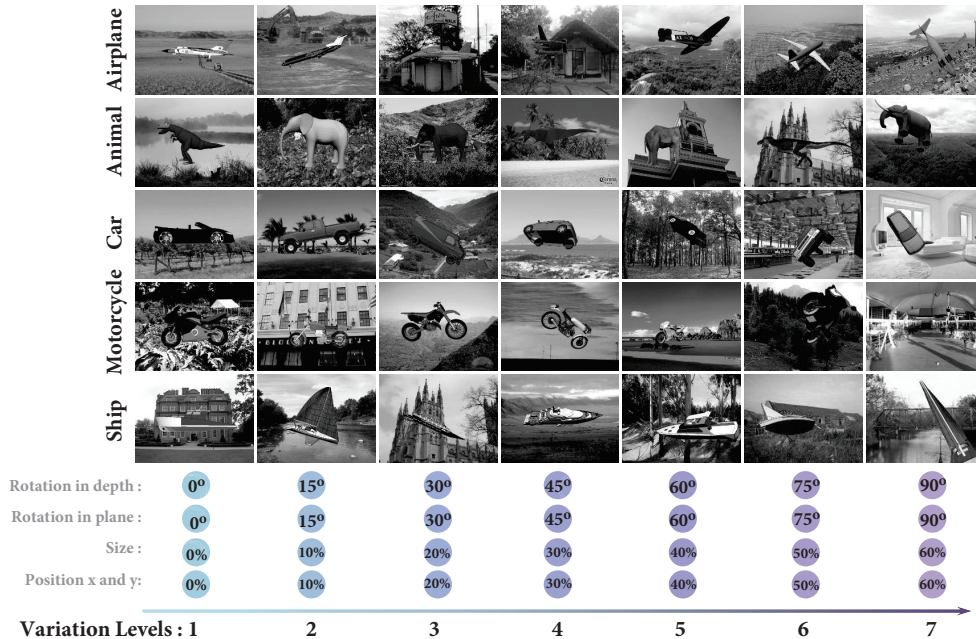 Airplane
Animal
Car
Motorcycle
Ship
Corona
Rotation in depth : 0º 15º 30º 45º 60º 75º 90º
Rotation in plane : 0º 15º 30º 45º 60º 75º 90º
Size : 0% 10% 20% 30% 40% 50% 60%
Position x and y: 0% 10% 20% 30% 40% 50% 60%
Variation Levels : 1 2 3 4 5 6 7